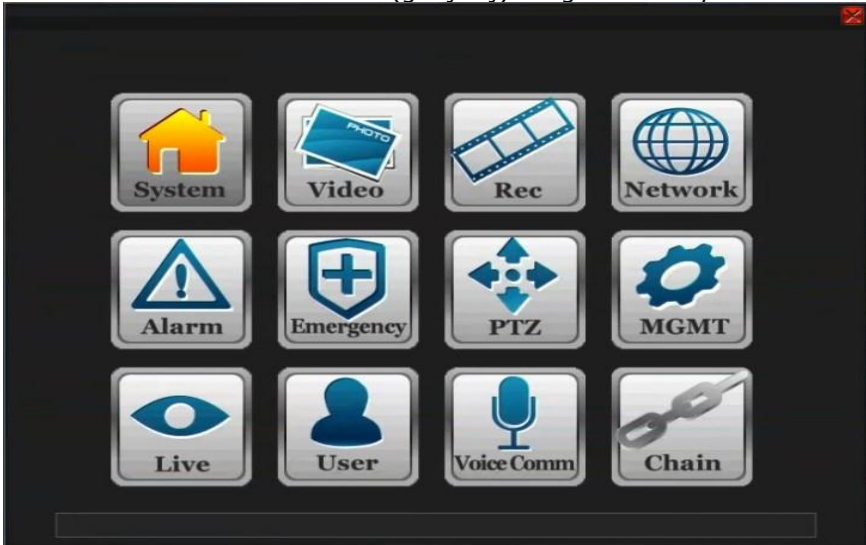 PHOTO
System
Video
Rec
Network
Alarm
Emergency
PTZ
MGMT
Live
User
Voice Comm
Chain